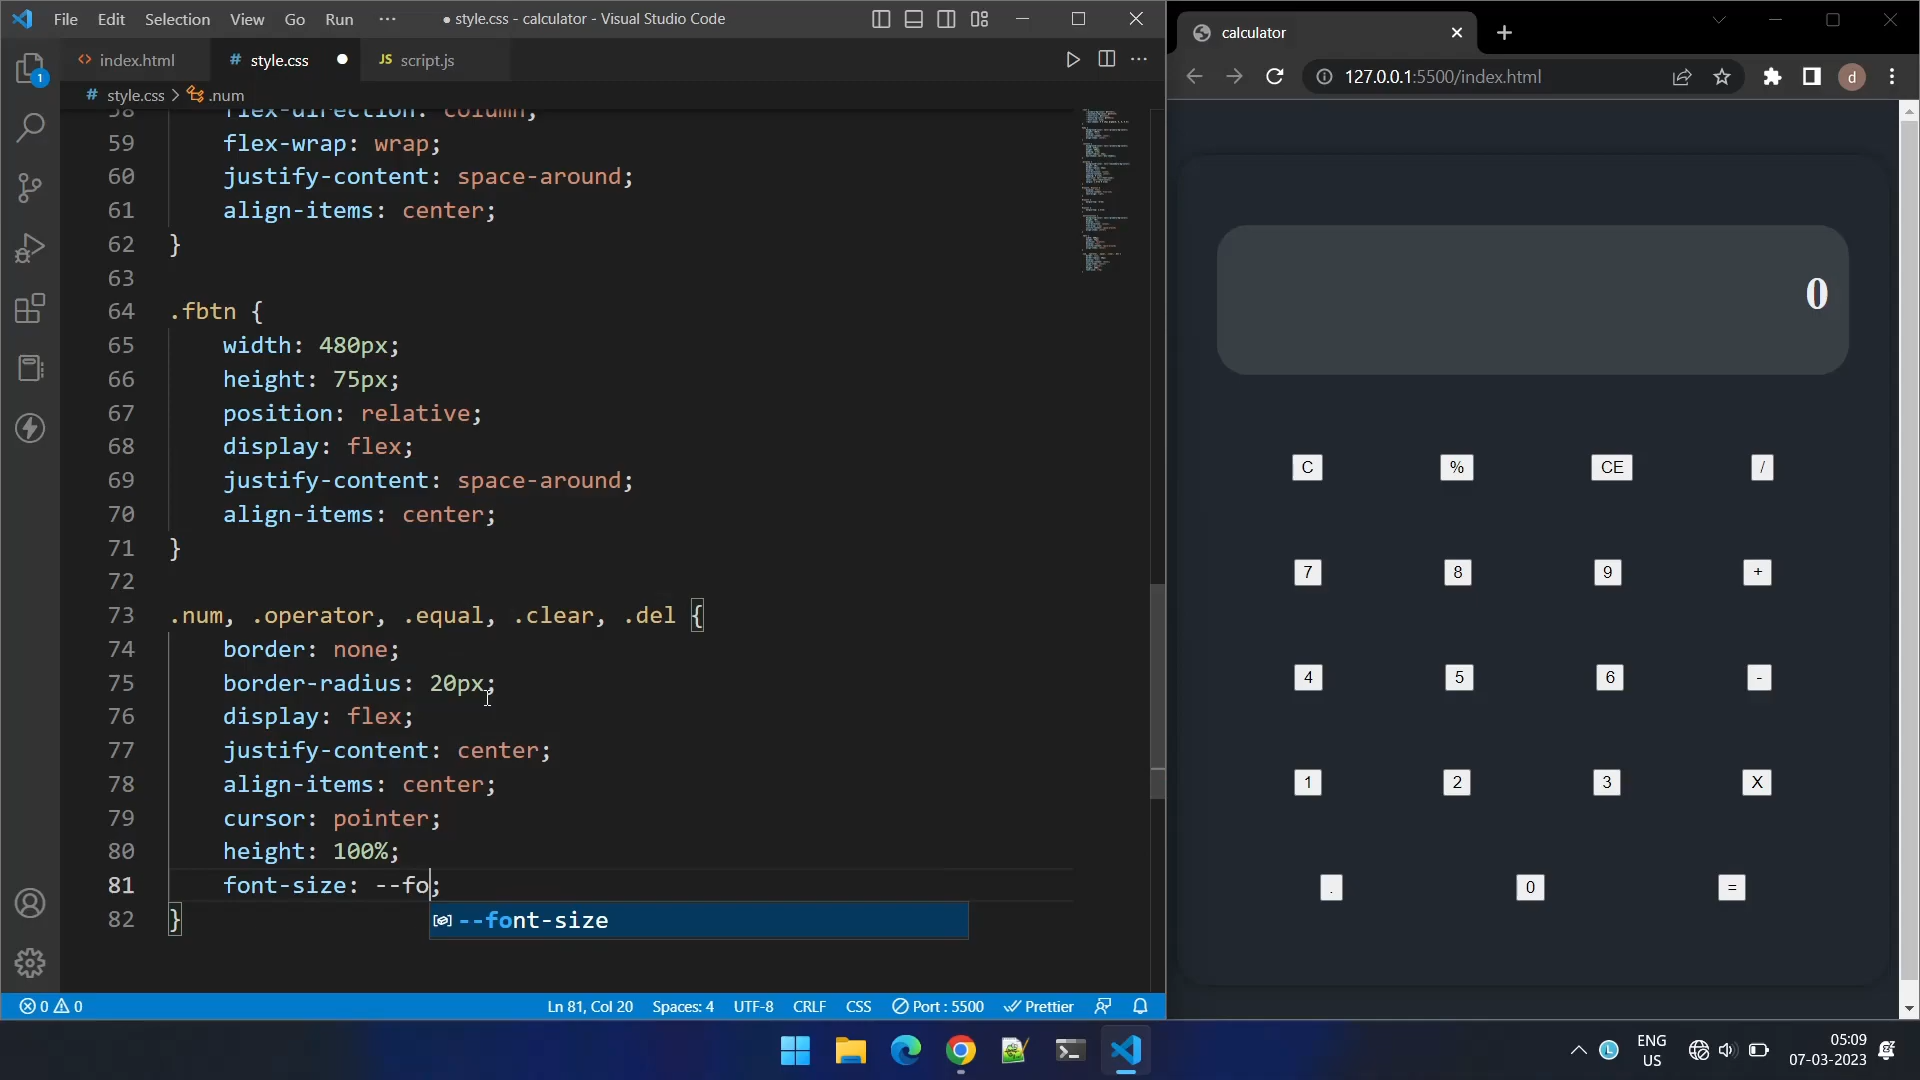 File Edit Selection View Go Run ···
● style.css - calculator - Visual Studio Code
<> index.html
# style.css ●
JS script.js
# style.css > .num
58 flex-direction: column;
59 flex-wrap: wrap;
60 justify-content: space-around;
61 align-items: center;
62 }
63
64 .fbtn {
65 width: 480px;
66 height: 75px;
67 position: relative;
68 display: flex;
69 justify-content: space-around;
70 align-items: center;
71 }
72
73 .num, .operator, .equal, .clear, .del {
74 border: none;
75 border-radius: 20px;
76 display: flex;
77 justify-content: center;
78 align-items: center;
79 cursor: pointer;
80 height: 100%;
81 font-size: --fo;
82 }
--font-size
1
0 0
Ln 81, Col 20
Spaces: 4
UTF-8
CRLF
CSS
Port : 5500
Prettier
calculator
127.0.0.1:5500/index.html
d
0
C % CE /
7 8 9 +
4 5 6 -
1 2 3 X
. 0 =
L
ENG
US
05:09
07-03-2023